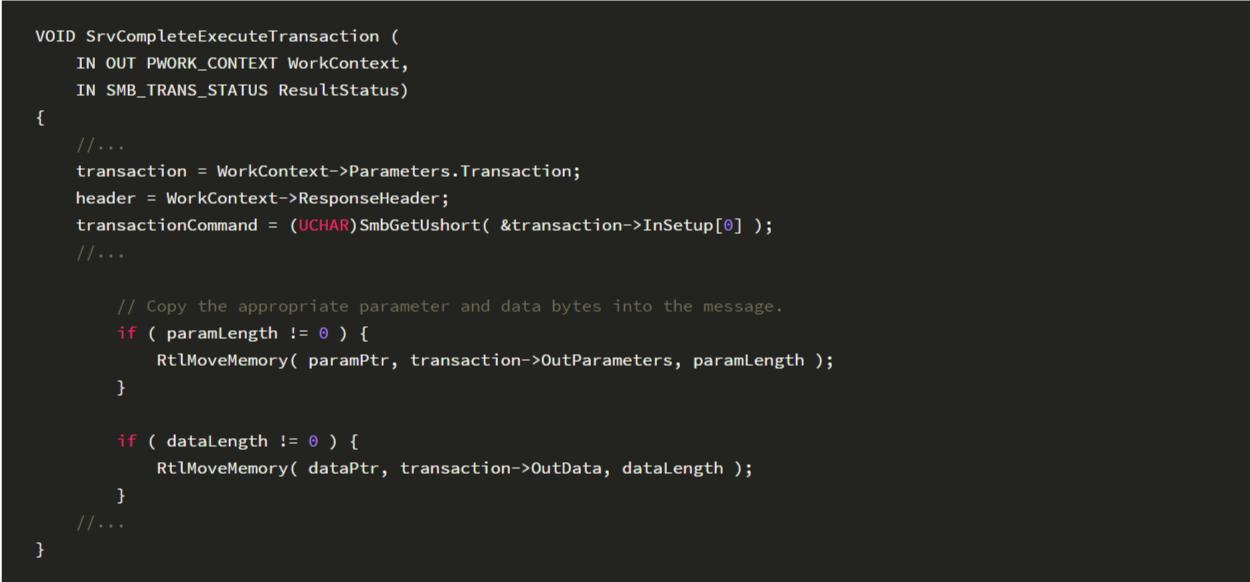 VOID SrvCompleteExecuteTransaction (
IN OUT PWORK_CONTEXT WorkContext,
IN SMB_TRANS_STATUS ResultStatus)
{
//...
transaction = WorkContext->Parameters.Transaction;
header = WorkContext->ResponseHeader;
transactionCommand = (UCHAR)SmbGetUshort( &transaction->InSetup[0] );
//...
// Copy the appropriate parameter and data bytes into the message.
if ( paramLength != 0 ) {
RtlMoveMemory( paramPtr, transaction->OutParameters, paramLength );
}
if ( dataLength != 0 ) {
RtlMoveMemory( dataPtr, transaction->OutData, dataLength );
}
//...
}